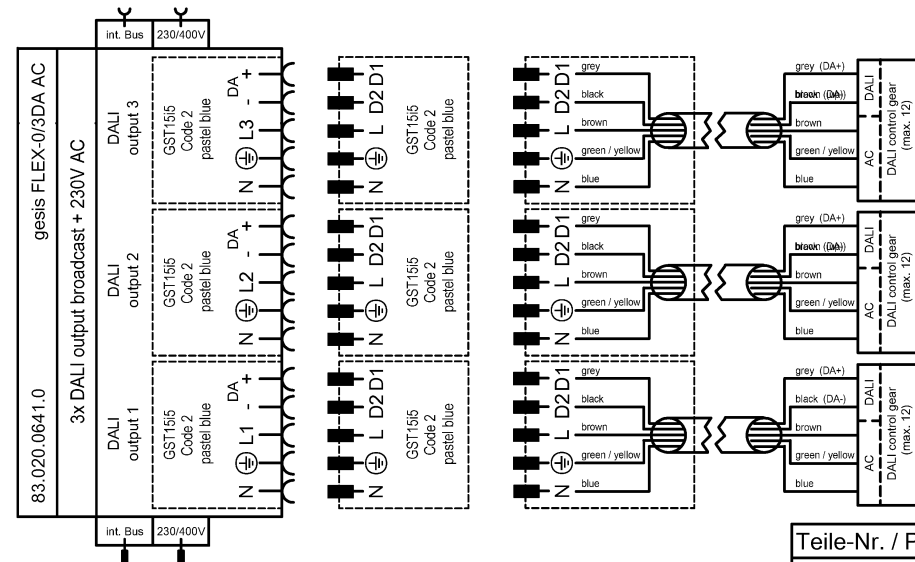 int. Bus 230/400V
83.020.0641.0 gesis FLEX-0/3DA AC
3x DALI output broadcast + 230V AC
DALI
output 3
GST15i5
Code 2
pastel blue
DA
+
-
L3
N
D1
D2
L
N
GST15i5
Code 2
pastel blue
D1
D2
L
N
grey
black
brown
green / yellow
blue
grey (DA+)
brown
green / yellow
blue
DALI
AC
DALI control gear
(max. 12)
DALI
output 2
GST15i5
Code 2
pastel blue
DA
+
-
L2
N
D1
D2
L
N
GST15i5
Code 2
pastel blue
D1
D2
L
N
grey
black
brown
green / yellow
blue
grey (DA+)
brown
green / yellow
blue
DALI
AC
DALI control gear
(max. 12)
DALI
output 1
GST15i5
Code 2
pastel blue
DA
+
-
L1
N
D1
D2
L
N
GST15i5
Code 2
pastel blue
D1
D2
L
N
grey
black
brown
green / yellow
blue
grey (DA+)
black (DA-)
brown
green / yellow
blue
DALI
AC
DALI control gear
(max. 12)
int. Bus 230/400V
Teile-Nr. / P